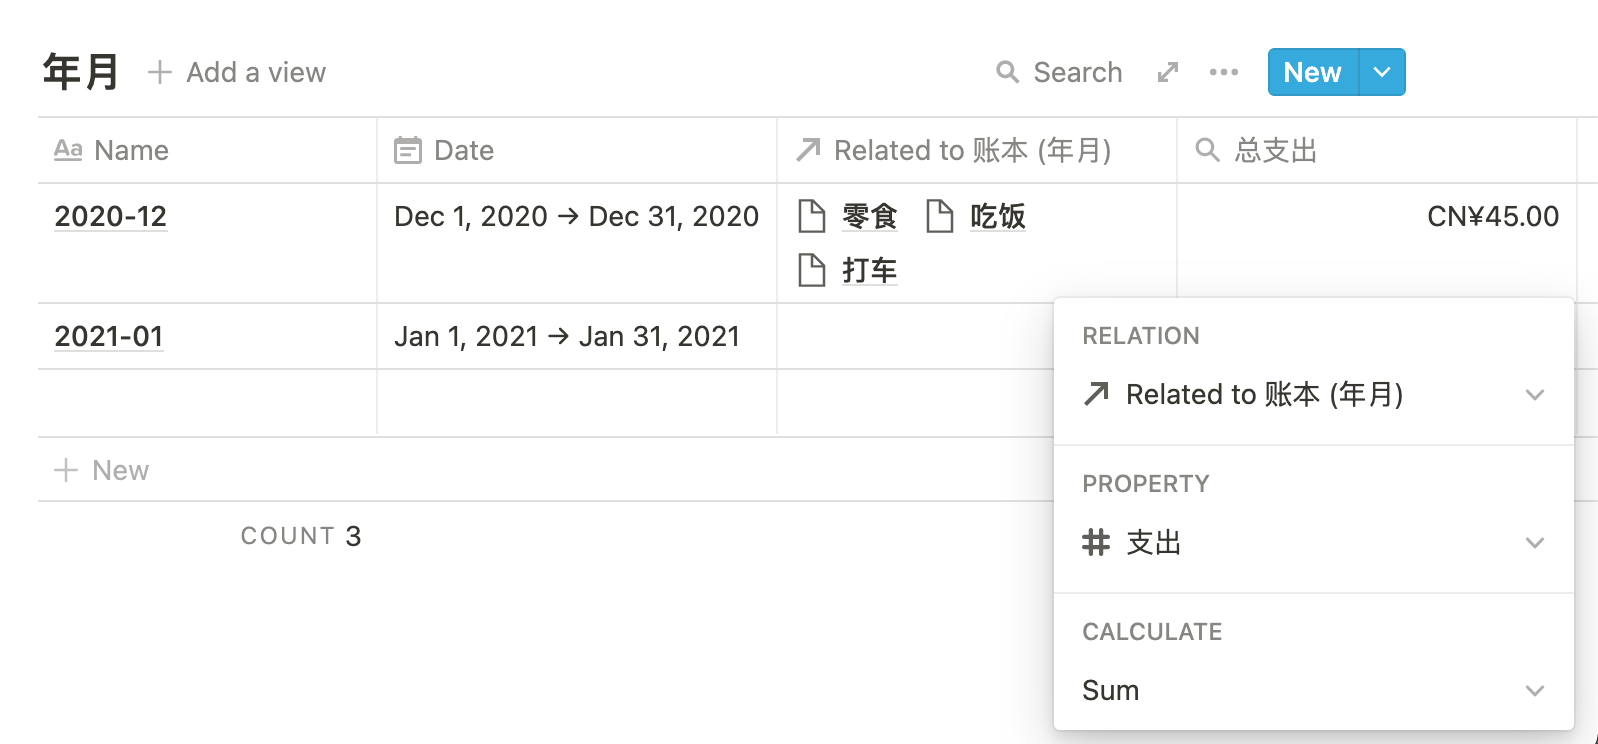 年月 + Add a view Search New
Aa Name Date Related to 账本 (年月) 总支出
2020-12 Dec 1, 2020 → Dec 31, 2020 零食 吃饭 CN¥45.00
打车
2021-01 Jan 1, 2021 → Jan 31, 2021
+ New
COUNT 3
RELATION
Related to 账本 (年月)
PROPERTY
# 支出
CALCULATE
Sum